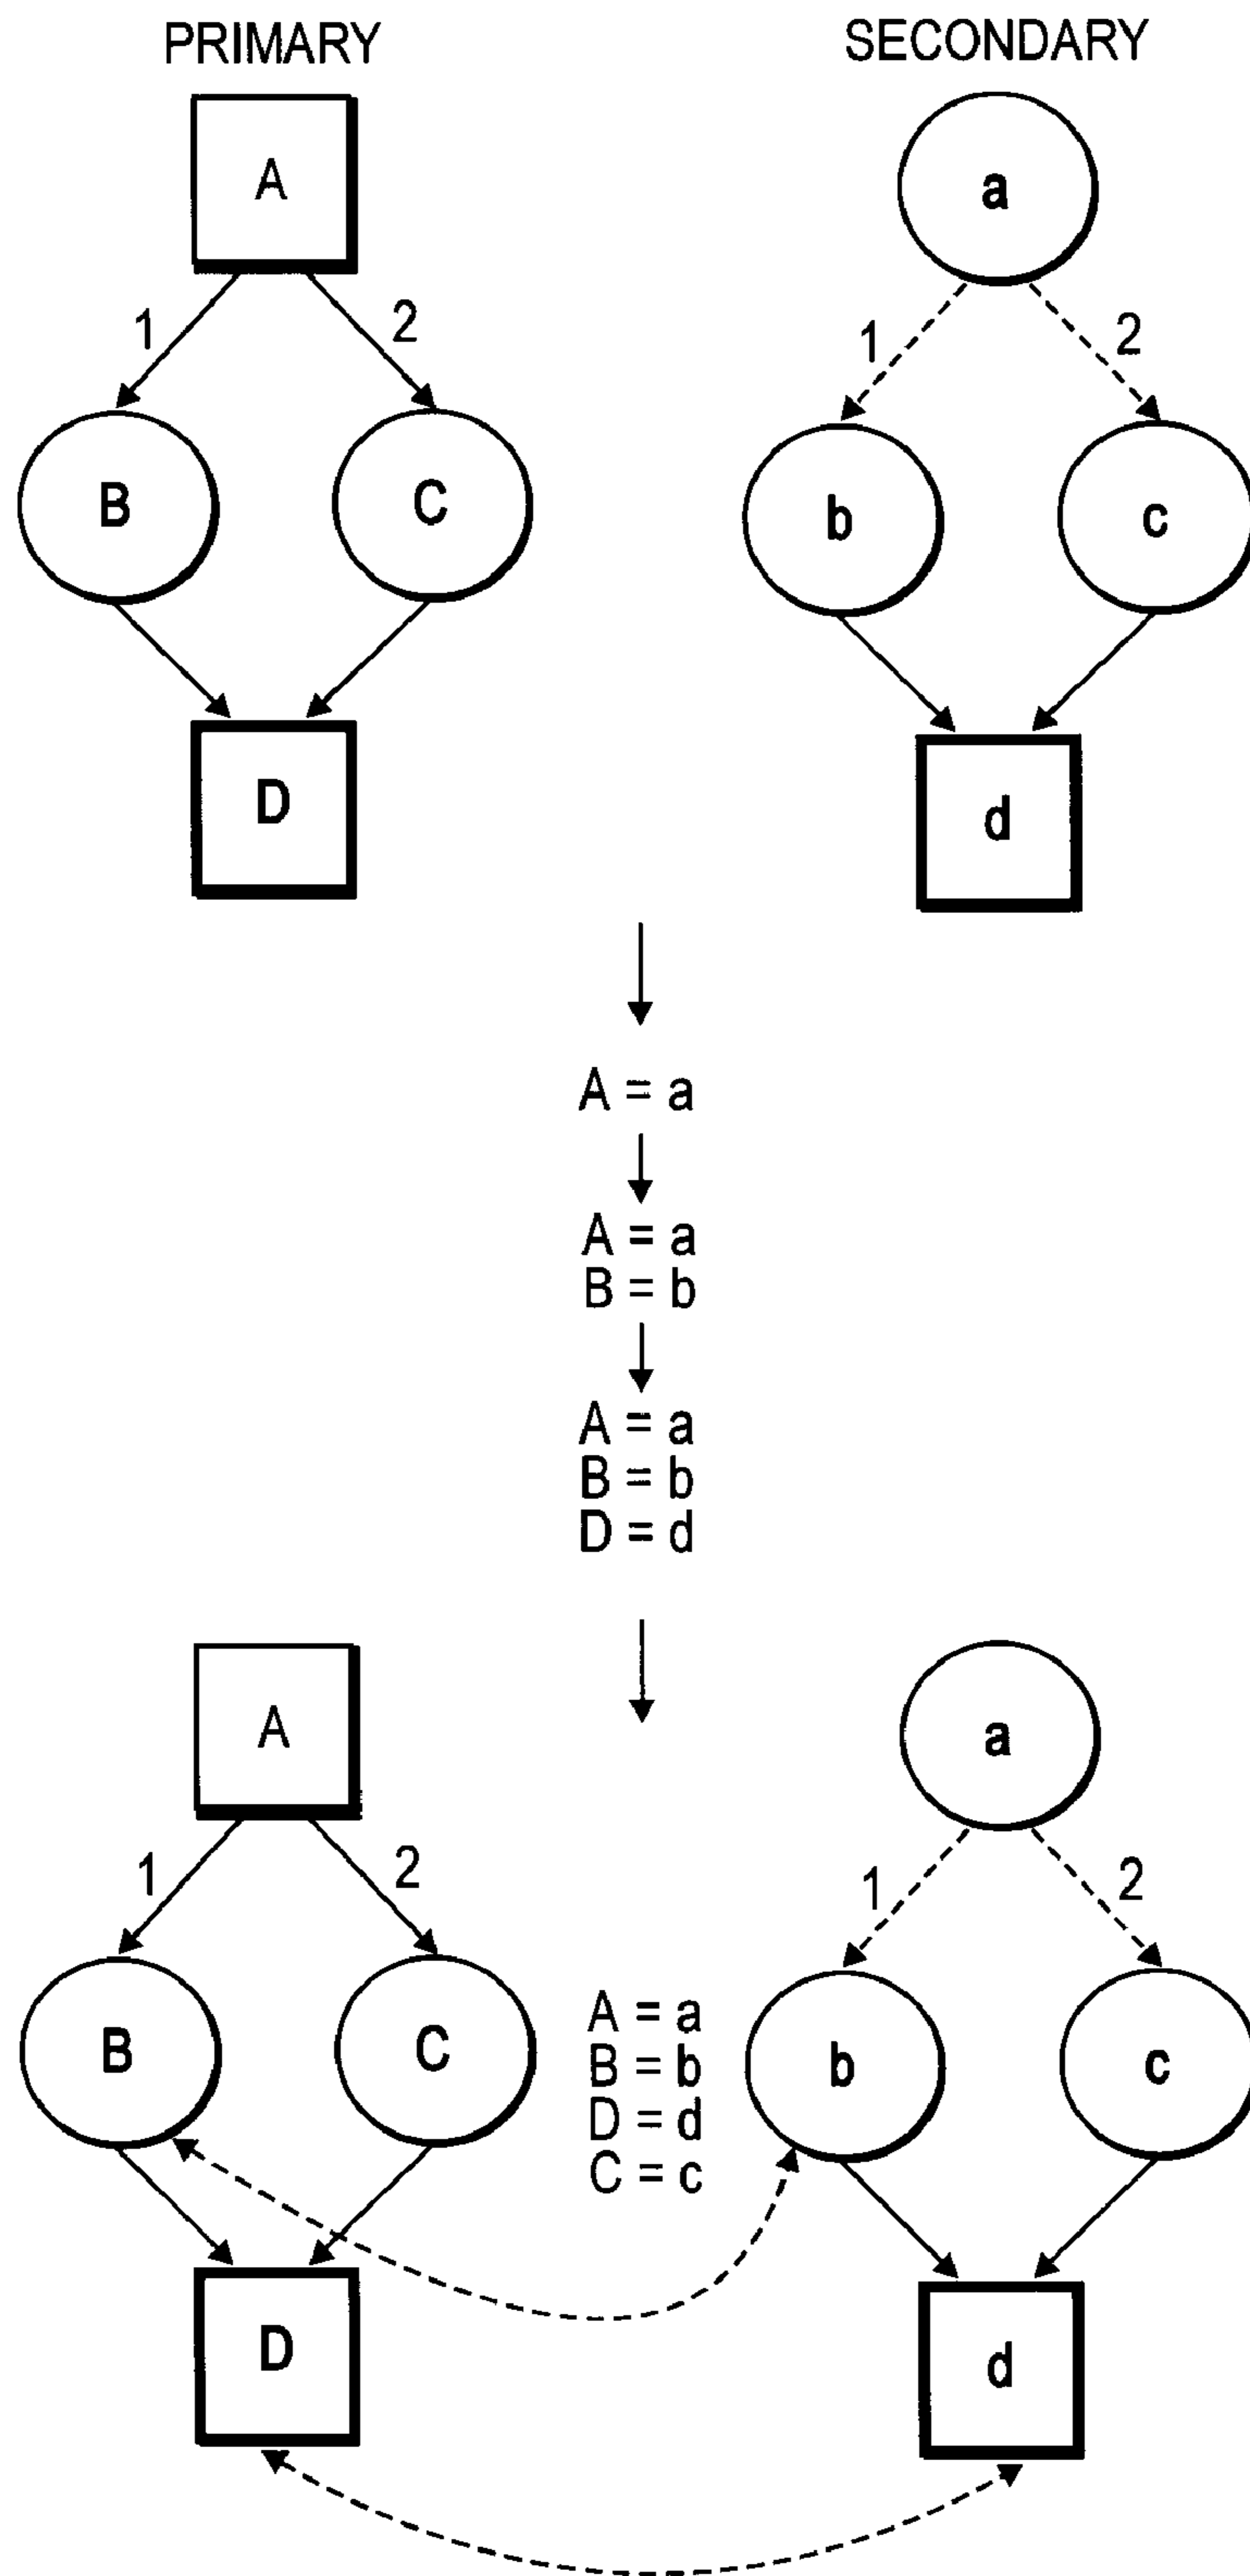 PRIMARY
SECONDARY
A
a
1
2
1
2
B
C
b
c
D
d
A = a
A = a
B = b
A = a
B = b
D = d
A
a
1
2
1
2
B
C
A = a
B = b
D = d
C = c
b
c
D
d